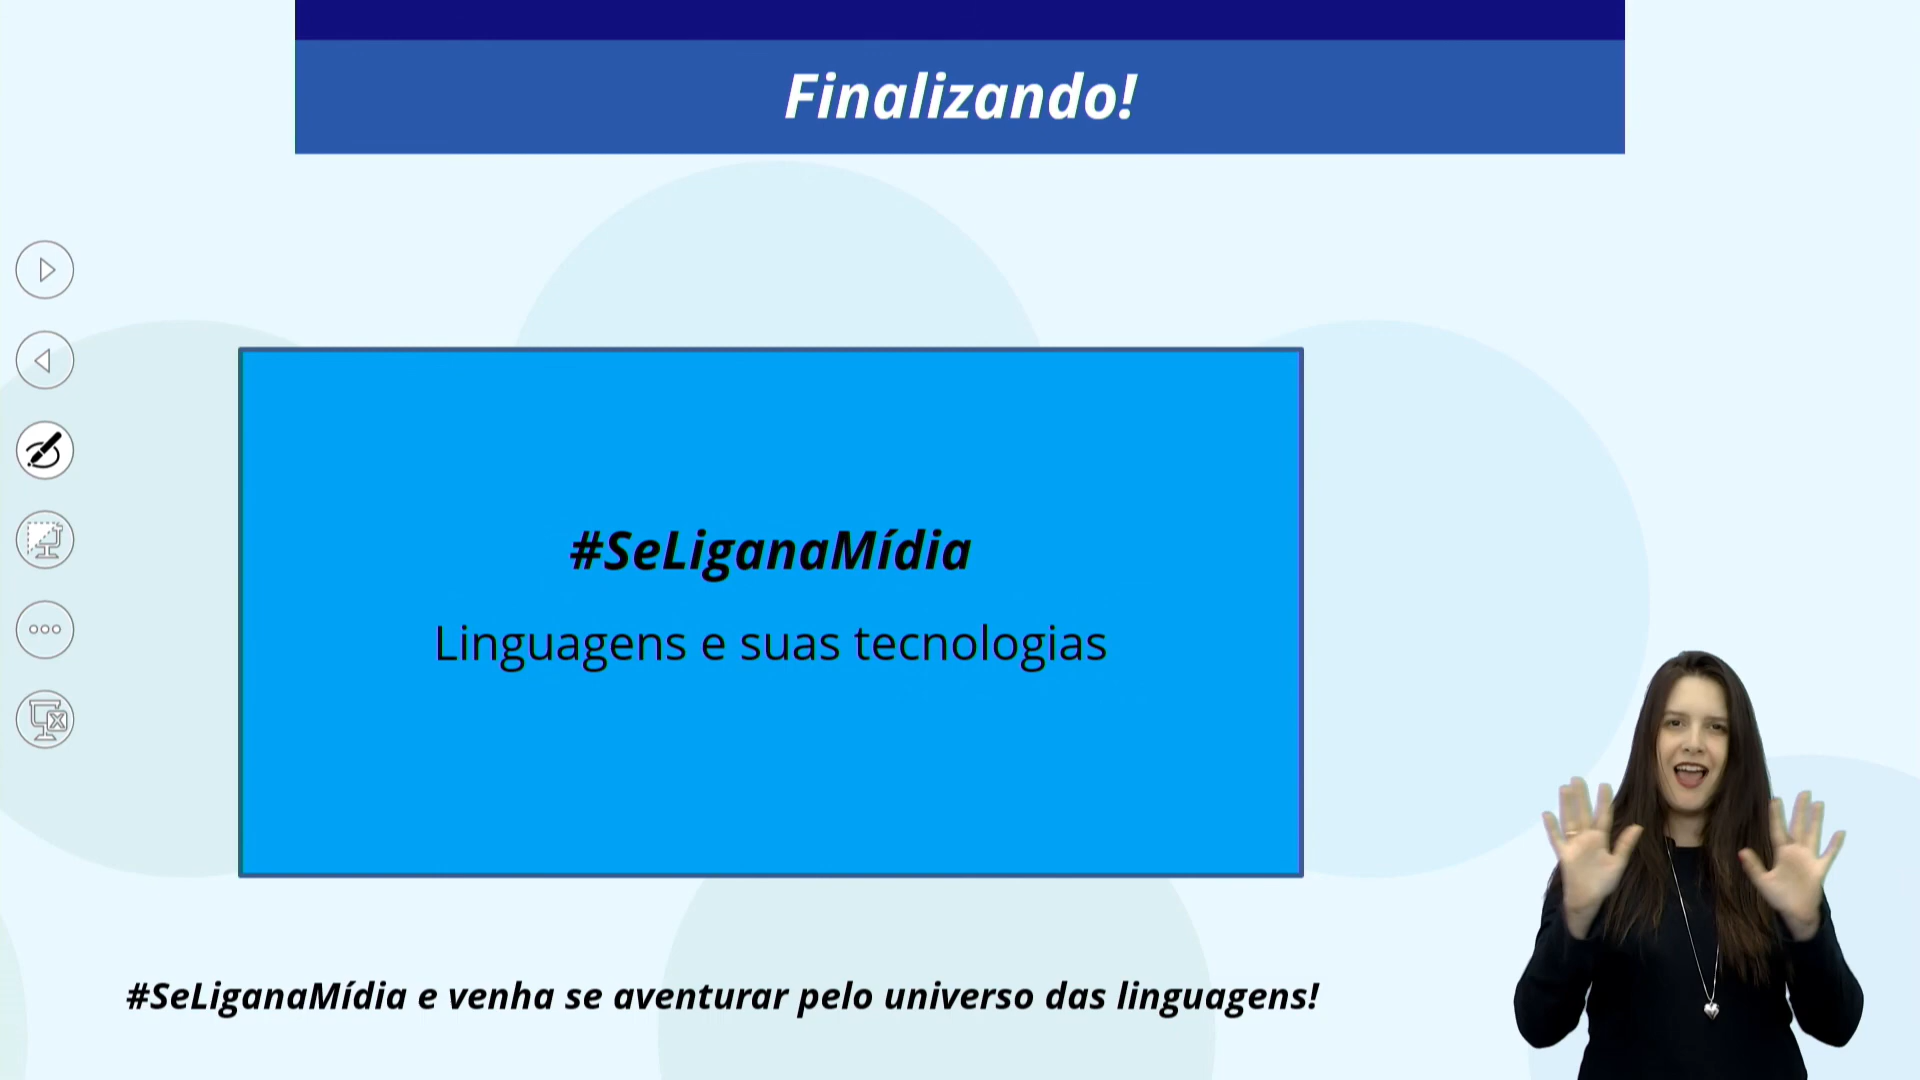 Finalizando!
#SeLiganaMídia
Linguagens e suas tecnologias
#SeLiganaMídia e venha se aventurar pelo universo das linguagens!